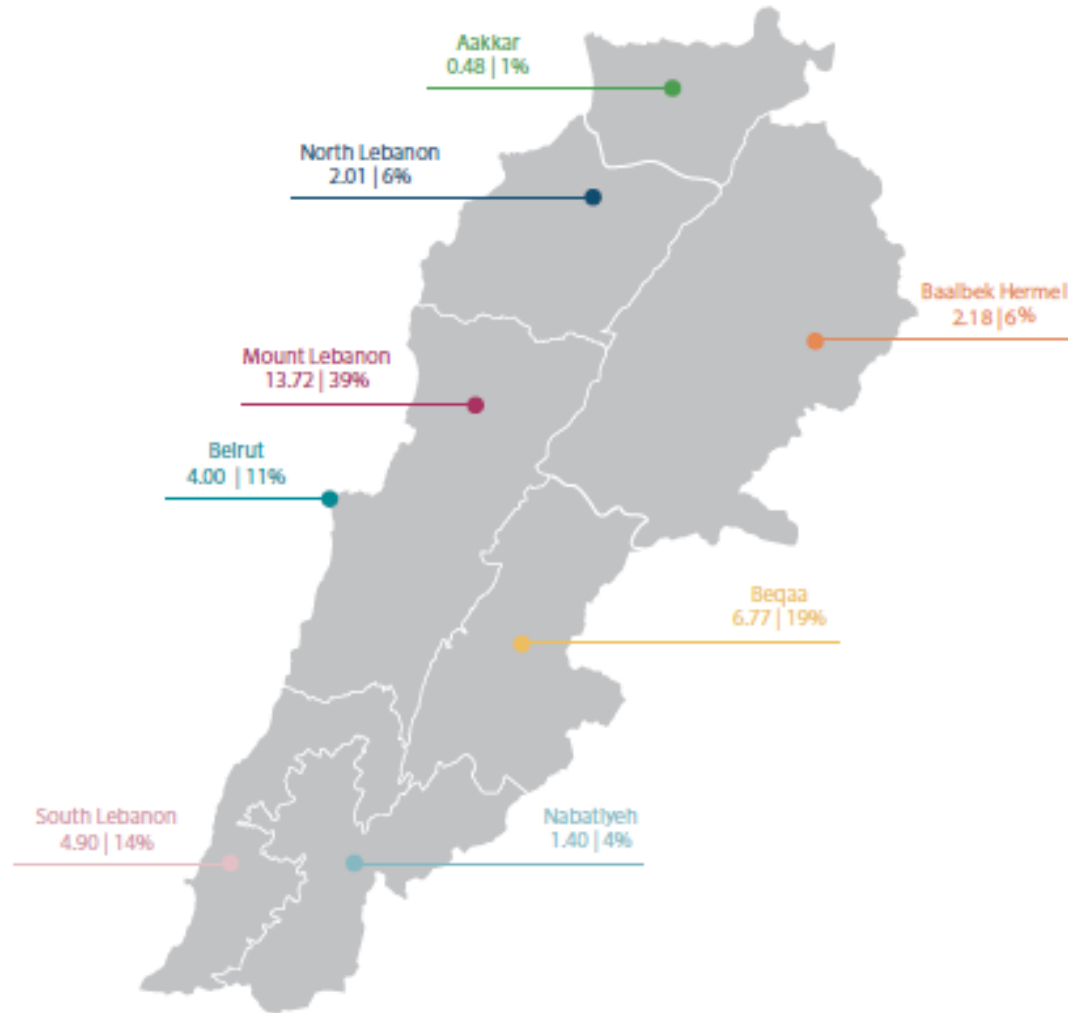 Aakkar
0.48 | 1%
North Lebanon
2.01 | 6%
Baalbek Hermel
2.18 | 6%
Mount Lebanon
13.72 | 39%
Beirut
4.00 | 11%
Beqaa
6.77 | 19%
South Lebanon
4.90 | 14%
Nabatiyeh
1.40 | 4%